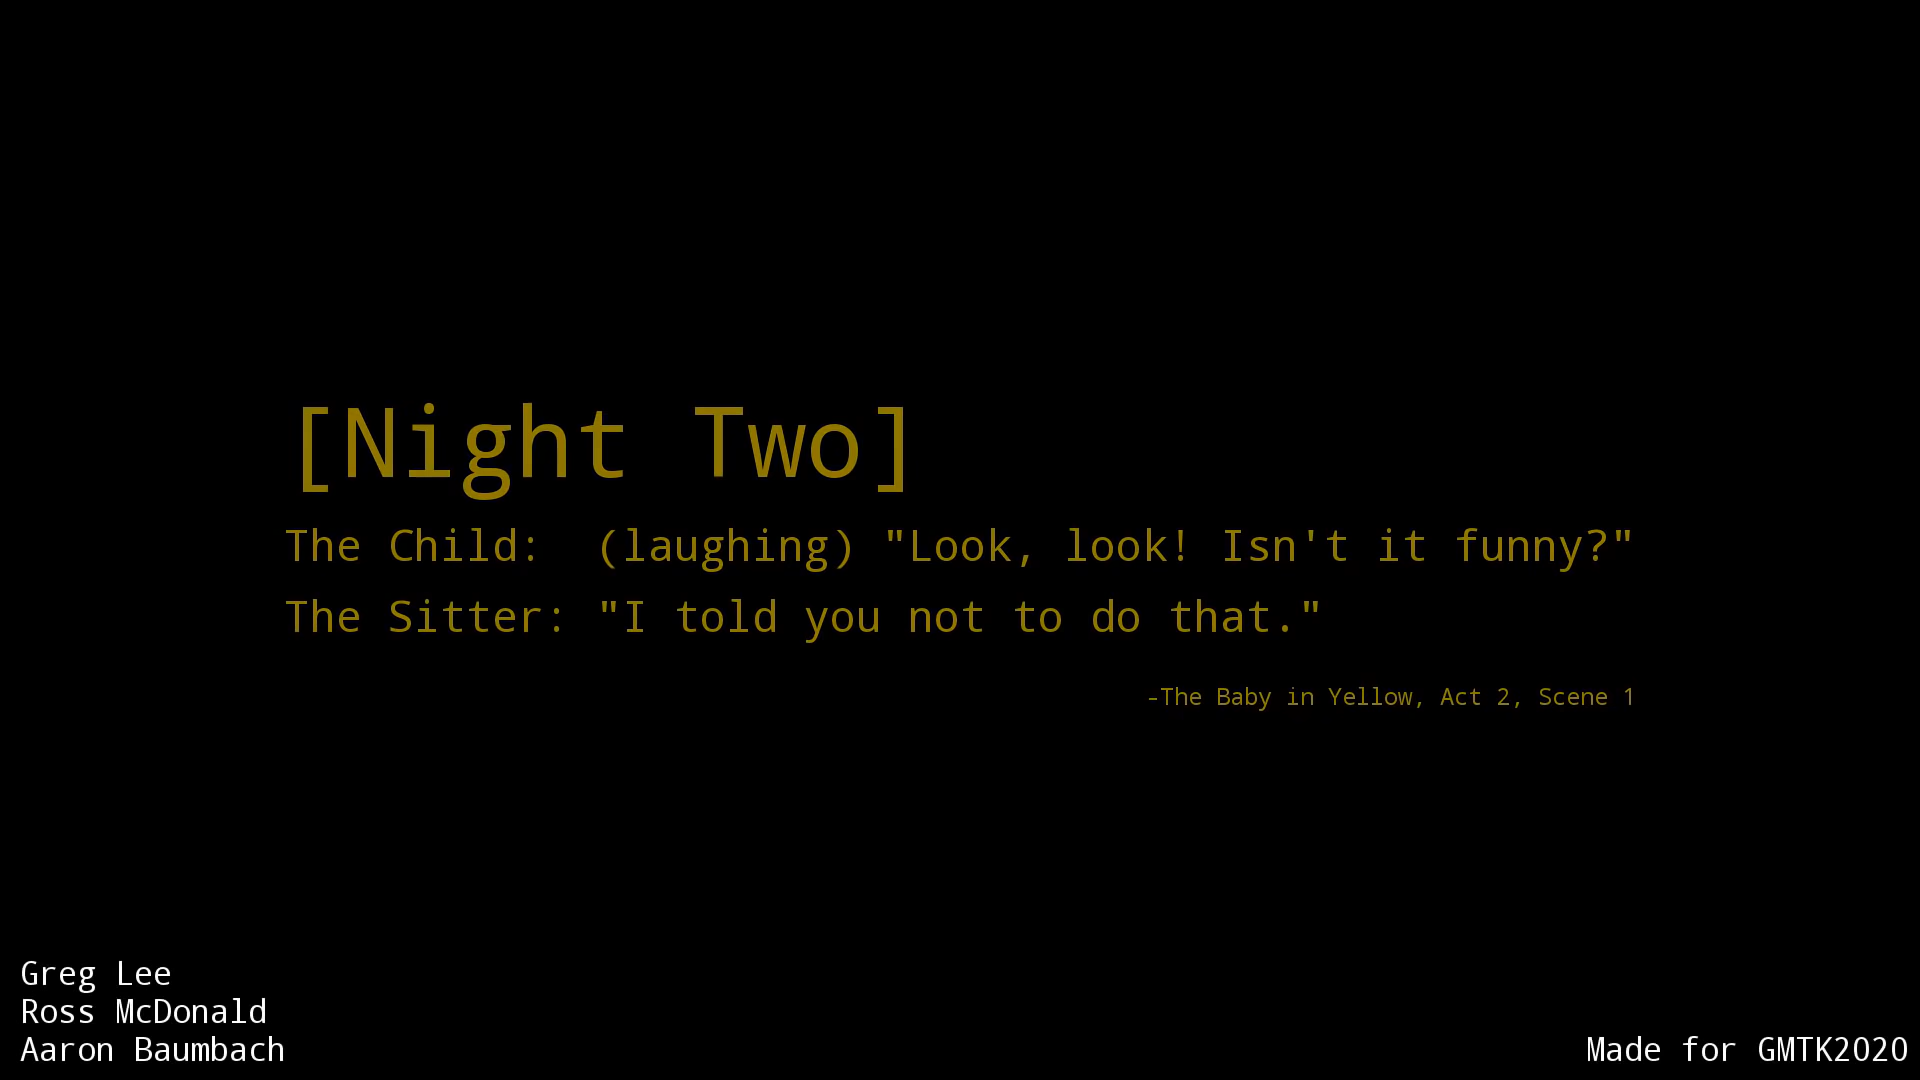 [Night Two]
The Child:  (laughing) "Look, look! Isn't it funny?"
The Sitter: "I told you not to do that."
-The Baby in Yellow, Act 2, Scene 1
Greg Lee
Ross McDonald
Aaron Baumbach
Made for GMTK2020